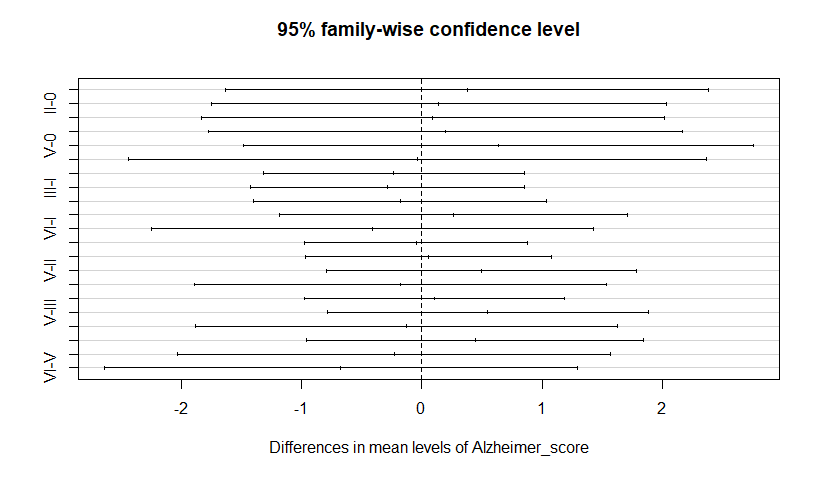 95% family-wise confidence level
II-0
V-0
III-I
VI-I
V-II
V-III
VI-V
-2
-1
0
1
2
Differences in mean levels of Alzheimer_score